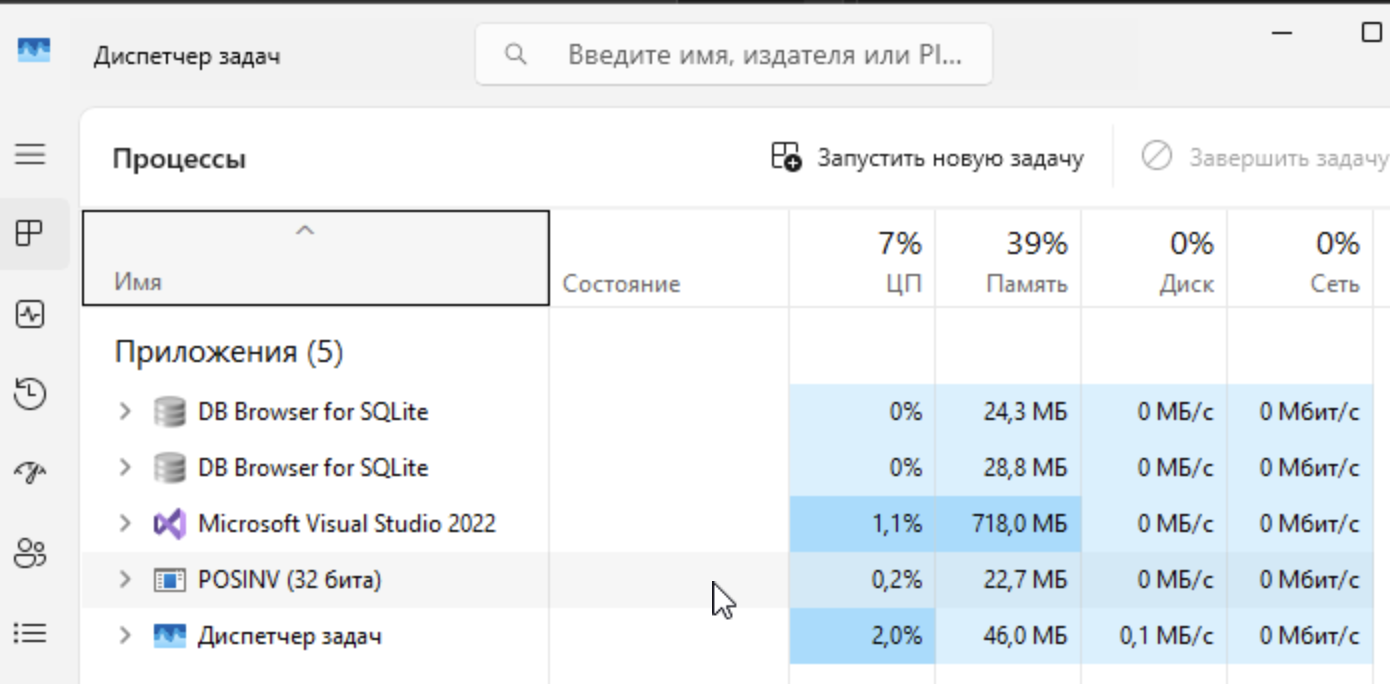 Диспетчер задач
Введите имя, издателя или PI...
Процессы
Запустить новую задачу
Завершить задачу
7% 39% 0% 0%
Имя Состояние ЦП Память Диск Сеть
Приложения (5)
DB Browser for SQLite 0% 24,3 МБ 0 МБ/с 0 Мбит/с
DB Browser for SQLite 0% 28,8 МБ 0 МБ/с 0 Мбит/с
Microsoft Visual Studio 2022 1,1% 718,0 МБ 0 МБ/с 0 Мбит/с
POSINV (32 бита) 0,2% 22,7 МБ 0 МБ/с 0 Мбит/с
Диспетчер задач 2,0% 46,0 МБ 0,1 МБ/с 0 Мбит/с